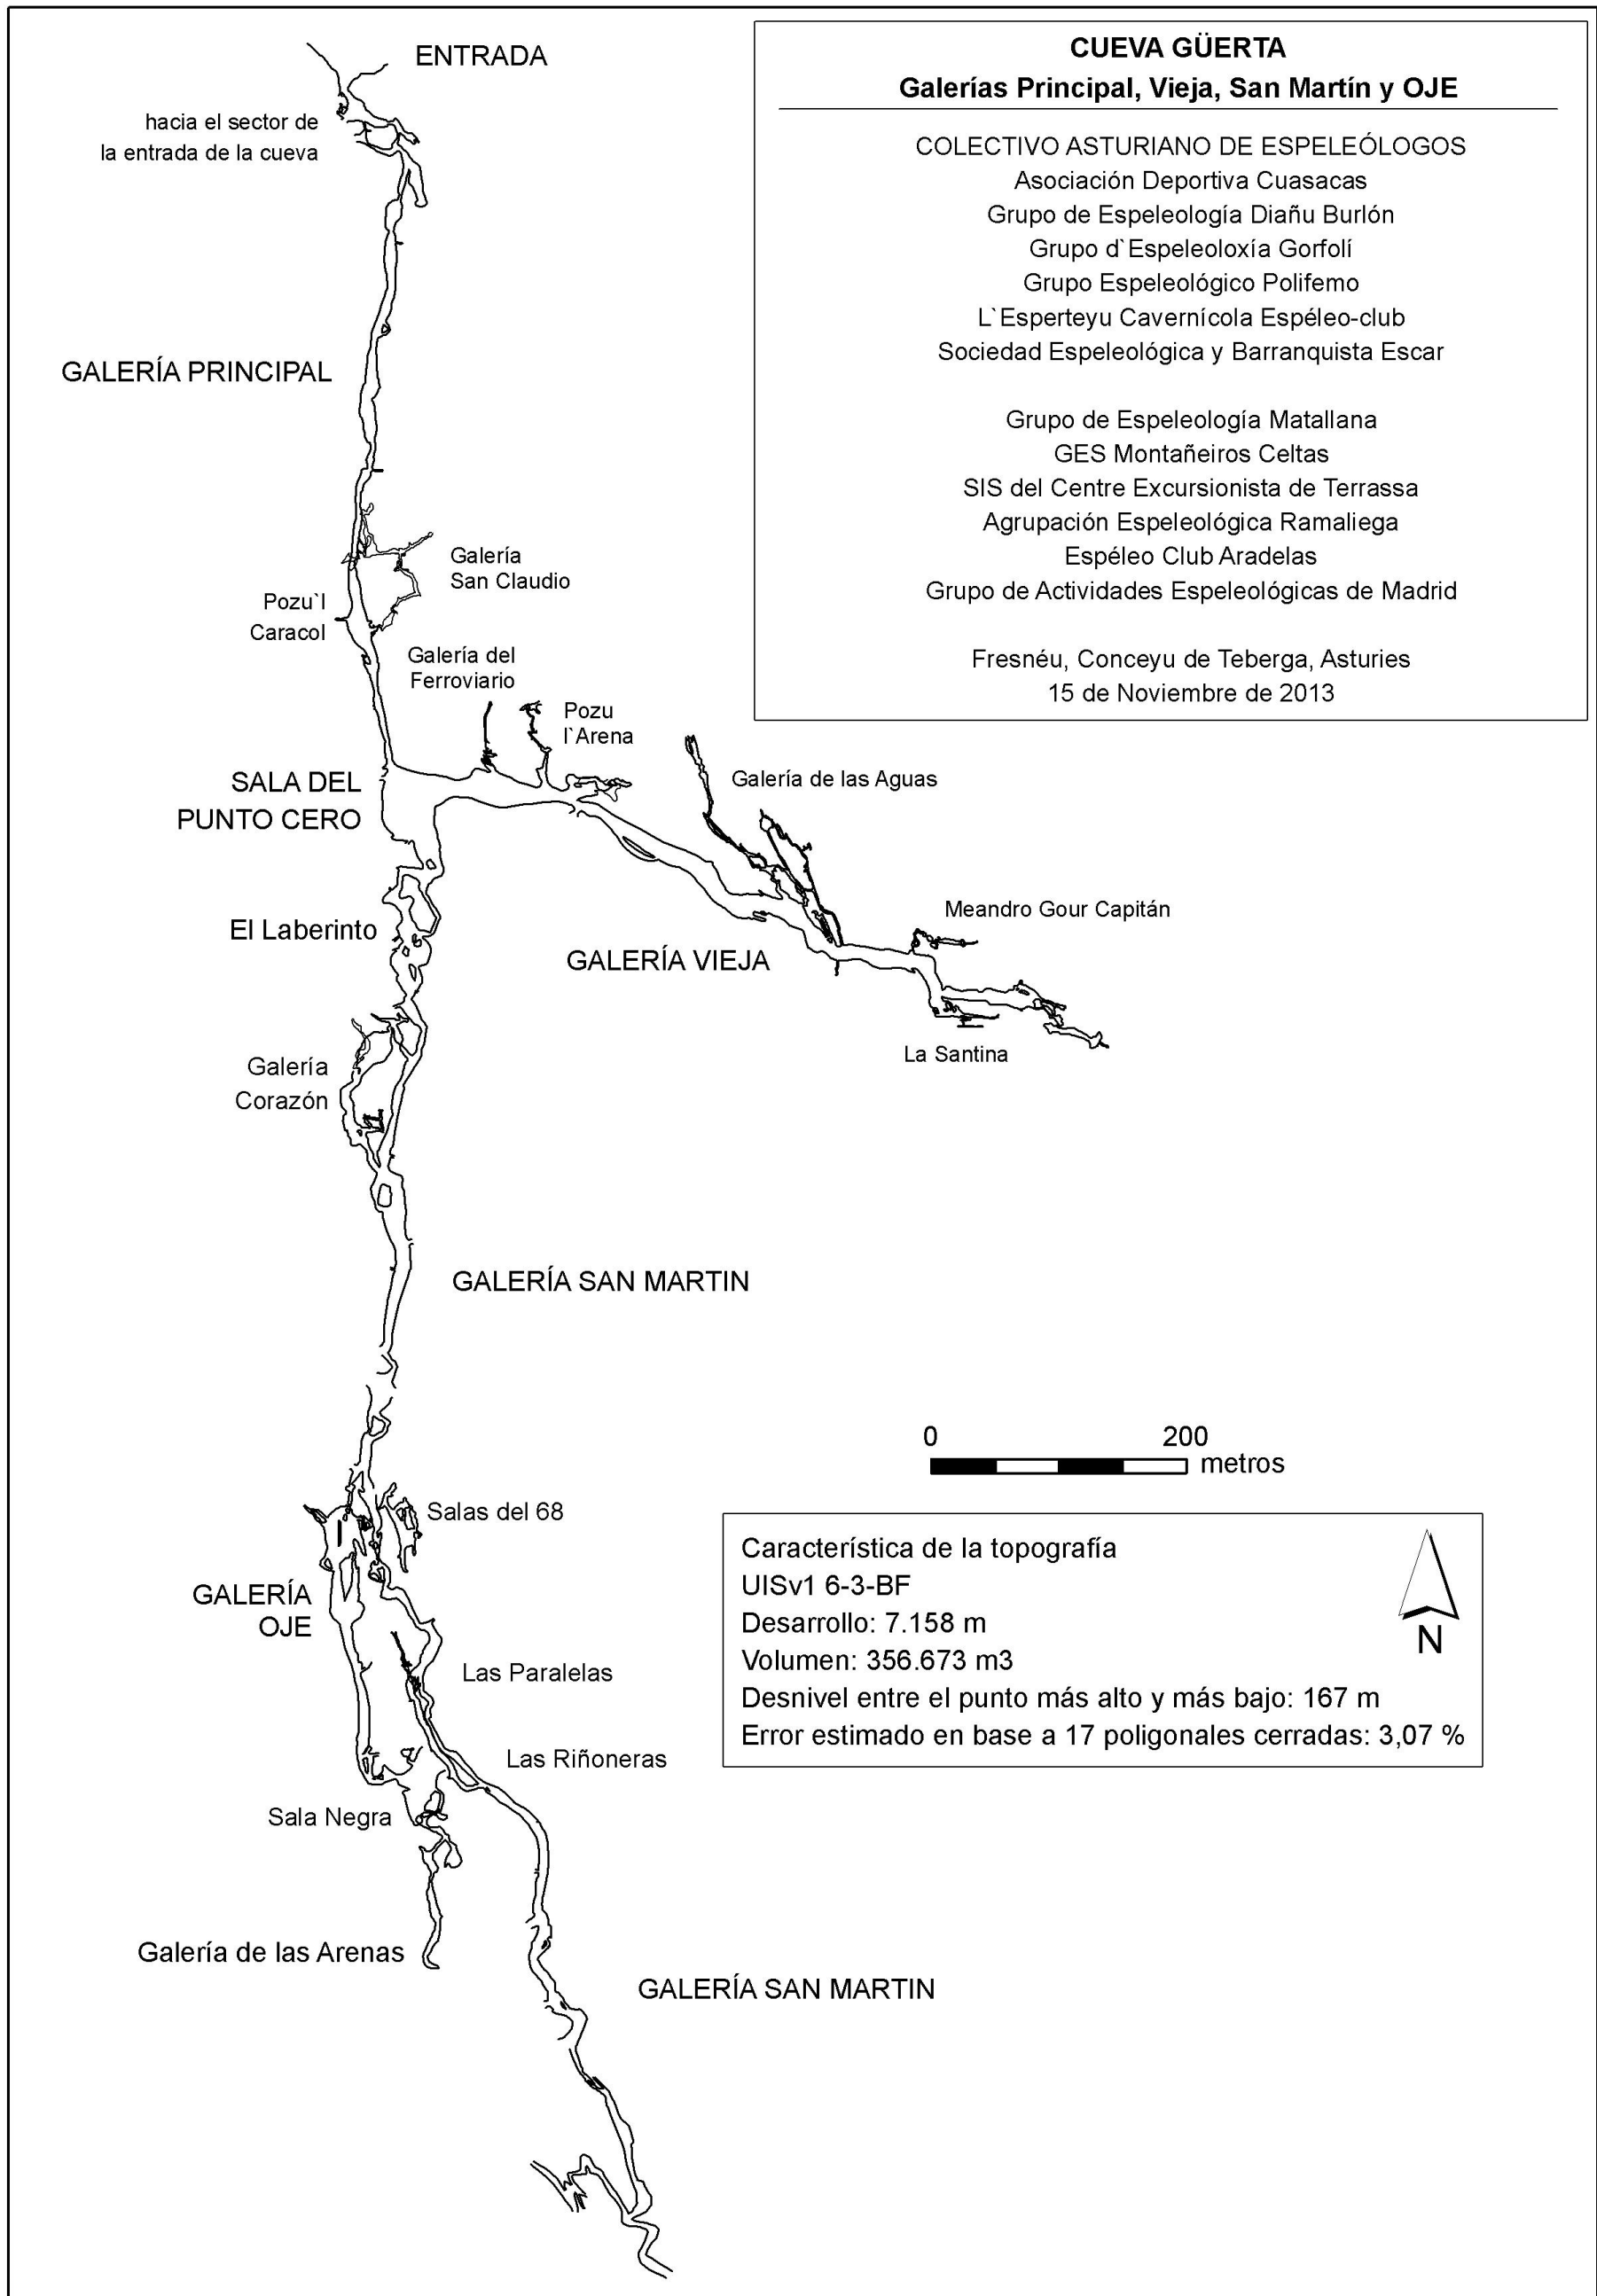 ENTRADA
hacia el sector de
la entrada de la cueva
CUEVA GÜERTA
Galerías Principal, Vieja, San Martín y OJE
COLECTIVO ASTURIANO DE ESPELEÓLOGOS
Asociación Deportiva Cuasacas
Grupo de Espeleología Diañu Burlón
Grupo d`Espeleoloxía Gorfolí
Grupo Espeleológico Polifemo
L`Esperteyu Cavernícola Espéleo-club
Sociedad Espeleológica y Barranquista Escar
Grupo de Espeleología Matallana
GES Montañeiros Celtas
SIS del Centre Excursionista de Terrassa
Agrupación Espeleológica Ramaliega
Espéleo Club Aradelas
Grupo de Actividades Espeleológicas de Madrid
Fresnéu, Conceyu de Teberga, Asturies
15 de Noviembre de 2013
GALERÍA PRINCIPAL
Galería
San Claudio
Pozu`l
Caracol
Galería del
Ferroviario
Pozu
l`Arena
SALA DEL
PUNTO CERO
Galería de las Aguas
El Laberinto
Meandro Gour Capitán
GALERÍA VIEJA
La Santina
Galería
Corazón
GALERÍA SAN MARTIN
0 200
metros
Salas del 68
GALERÍA
OJE
Las Paralelas
Las Riñoneras
Sala Negra
Característica de la topografía
UISv1 6-3-BF
Desarrollo: 7.158 m
Volumen: 356.673 m3
Desnivel entre el punto más alto y más bajo: 167 m
Error estimado en base a 17 poligonales cerradas: 3,07 %
N
Galería de las Arenas
GALERÍA SAN MARTIN